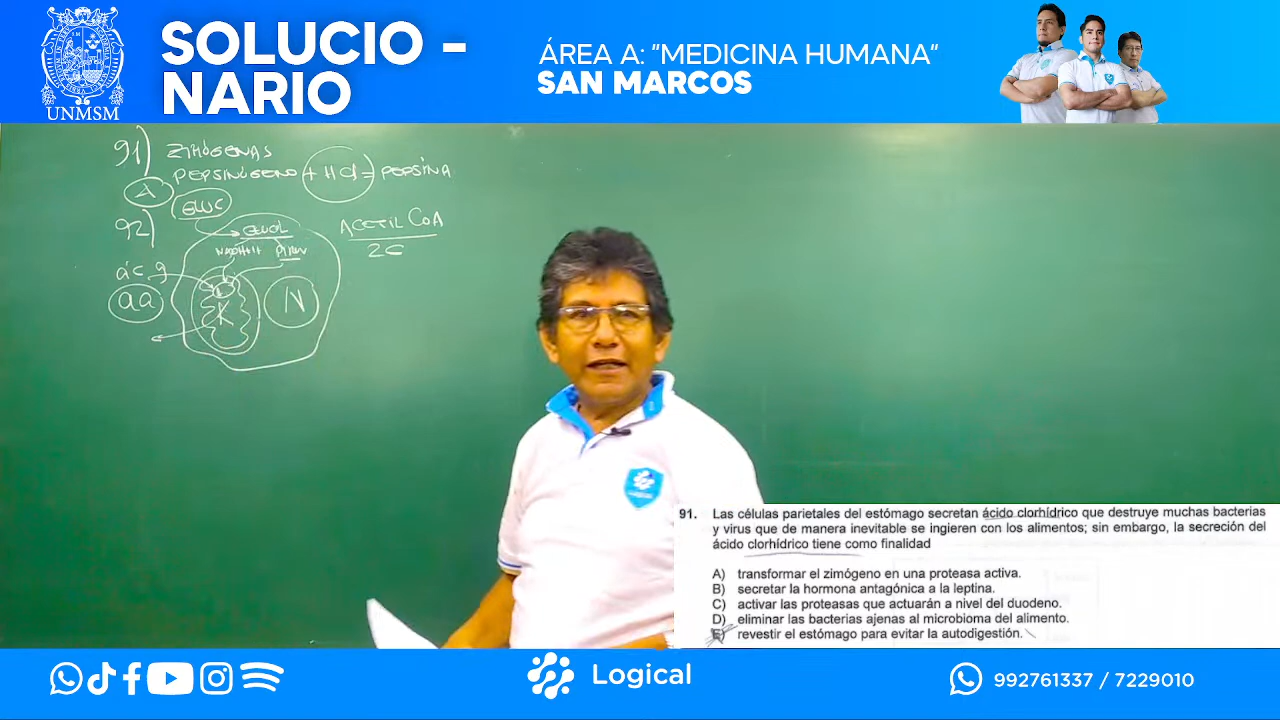 UNMSM
SOLUCIO -
NARIO
ÁREA A: "MEDICINA HUMANA"
SAN MARCOS
91) ZIMÓGENAS
PEPSINÓGENO + HCl = PEPSINA
A
GLUC
92)
ACETIL CoA
2C
ác g
aa
K
N
91. Las células parietales del estómago secretan ácido clorhídrico que destruye muchas bacterias
y virus que de manera inevitable se ingieren con los alimentos; sin embargo, la secreción del
ácido clorhídrico tiene como finalidad
A) transformar el zimógeno en una proteasa activa.
B) secretar la hormona antagónica a la leptina.
C) activar las proteasas que actuarán a nivel del duodeno.
D) eliminar las bacterias ajenas al microbioma del alimento.
E) revestir el estómago para evitar la autodigestión.
Logical
992761337 / 7229010